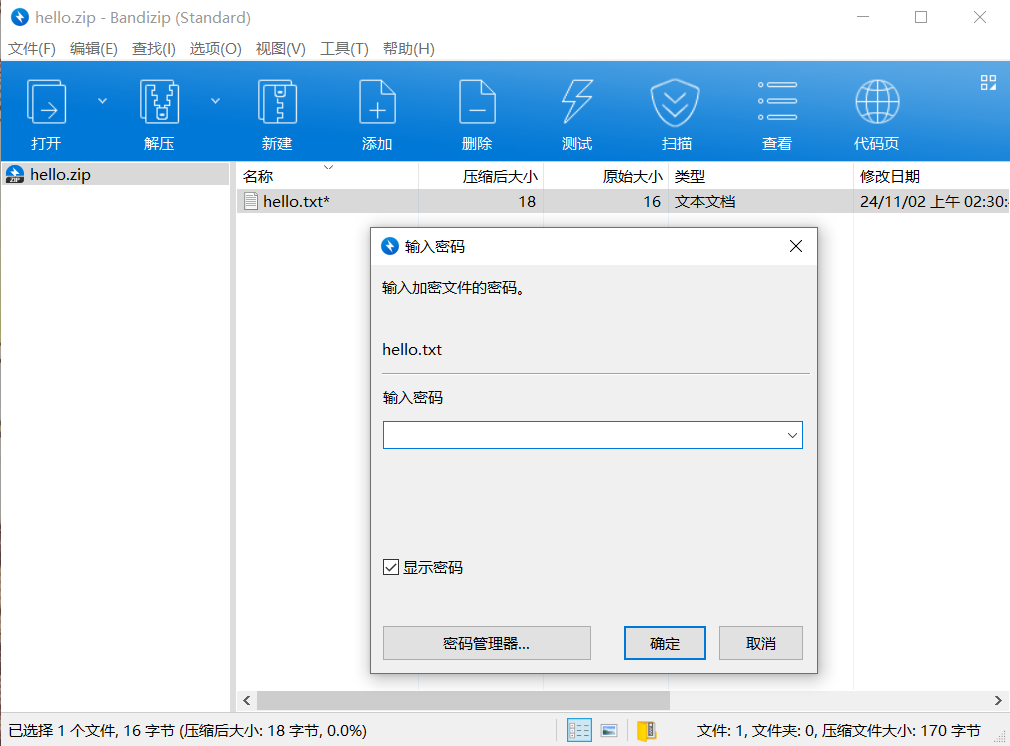 hello.zip - Bandizip (Standard)
文件(F) 编辑(E) 查找(I) 选项(O) 视图(V) 工具(T) 帮助(H)
打开 解压 新建 添加 删除 测试 扫描 查看 代码页
hello.zip
名称 压缩后大小 原始大小 类型 修改日期
hello.txt* 18 16 文本文档 24/11/02 上午 02:30:
输入密码
输入加密文件的密码。
hello.txt
输入密码
显示密码
密码管理器... 确定 取消
已选择 1 个文件, 16 字节 (压缩后大小: 18 字节, 0.0%) 文件: 1, 文件夹: 0, 压缩文件大小: 170 字节